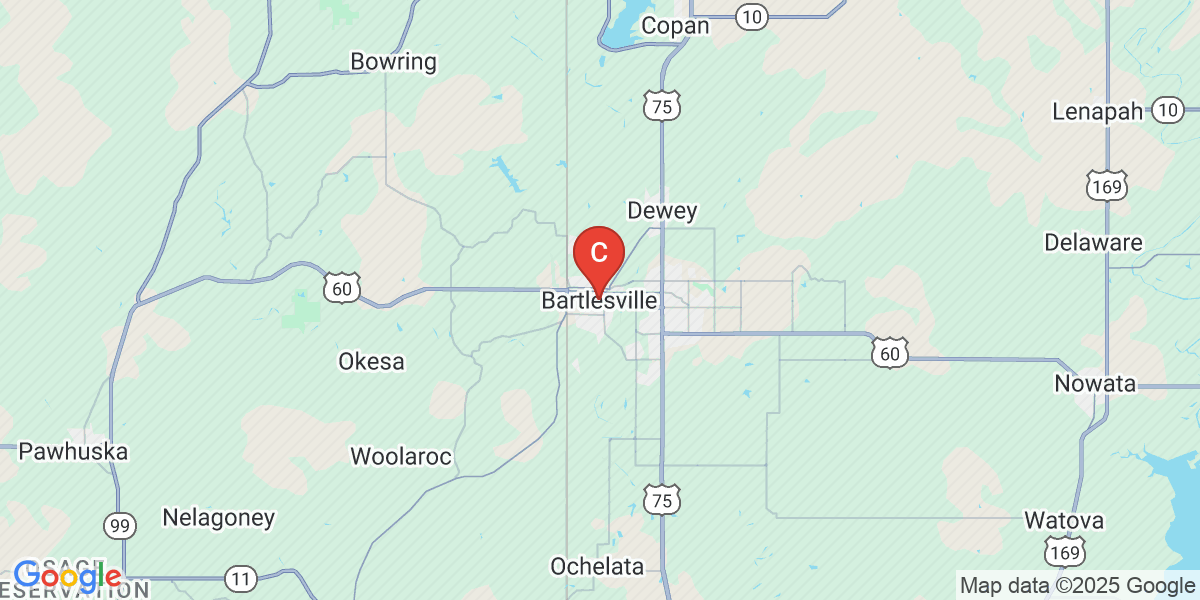 Copan
10
Bowring
75
Lenapah
10
169
Dewey
Delaware
C
60
Bartlesville
Okesa
60
Nowata
Pawhuska
Woolaroc
75
Nelagoney
99
Watova
169
Ochelata
OSAGE
ESERVATION
11
Google
Map data ©2025 Google